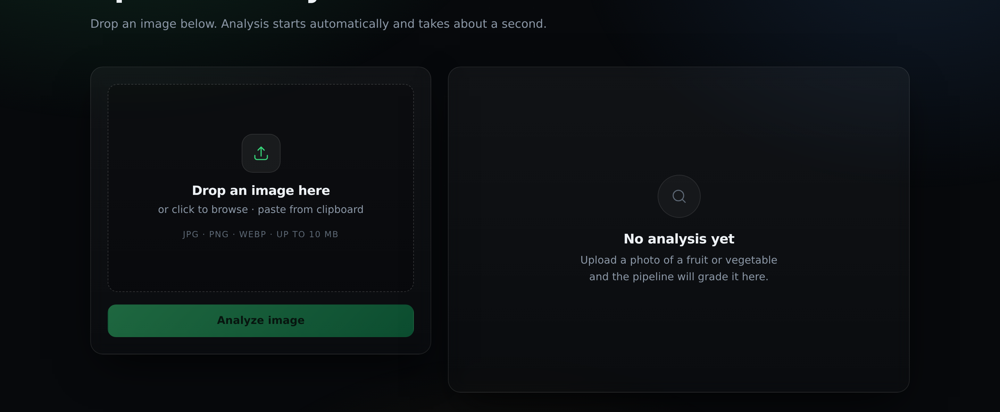 Drop an image below. Analysis starts automatically and takes about a second.
Drop an image here
or click to browse · paste from clipboard
JPG · PNG · WEBP · UP TO 10 MB
Analyze image
No analysis yet
Upload a photo of a fruit or vegetable
and the pipeline will grade it here.